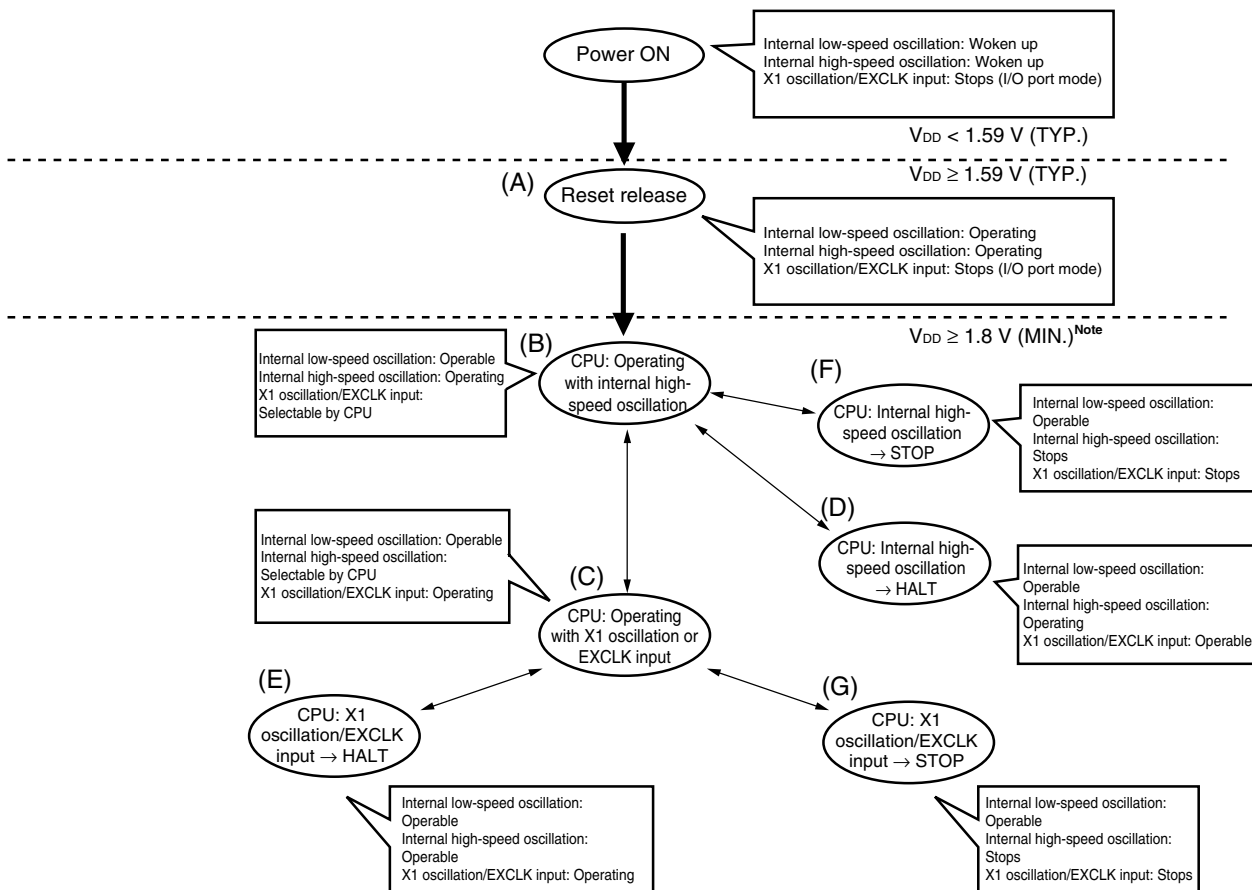 Power ON
Internal low-speed oscillation: Woken up
Internal high-speed oscillation: Woken up
X1 oscillation/EXCLK input: Stops (I/O port mode)
VDD < 1.59 V (TYP.)
VDD ≥ 1.59 V (TYP.)
(A)
Reset release
Internal low-speed oscillation: Operating
Internal high-speed oscillation: Operating
X1 oscillation/EXCLK input: Stops (I/O port mode)
VDD ≥ 1.8 V (MIN.)Note
(B)
CPU: Operating
with internal high-
speed oscillation
Internal low-speed oscillation: Operable
Internal high-speed oscillation: Operating
X1 oscillation/EXCLK input:
Selectable by CPU
(F)
CPU: Internal high-
speed oscillation
→ STOP
Internal low-speed oscillation:
Operable
Internal high-speed oscillation:
Stops
X1 oscillation/EXCLK input: Stops
(D)
CPU: Internal high-
speed oscillation
→ HALT
Internal low-speed oscillation:
Operable
Internal high-speed oscillation:
Operating
X1 oscillation/EXCLK input: Operable
Internal low-speed oscillation: Operable
Internal high-speed oscillation:
Selectable by CPU
X1 oscillation/EXCLK input: Operating
(C)
CPU: Operating
with X1 oscillation or
EXCLK input
(E)
CPU: X1
oscillation/EXCLK
input → HALT
Internal low-speed oscillation:
Operable
Internal high-speed oscillation:
Operable
X1 oscillation/EXCLK input: Operating
(G)
CPU: X1
oscillation/EXCLK
input → STOP
Internal low-speed oscillation:
Operable
Internal high-speed oscillation:
Stops
X1 oscillation/EXCLK input: Stops